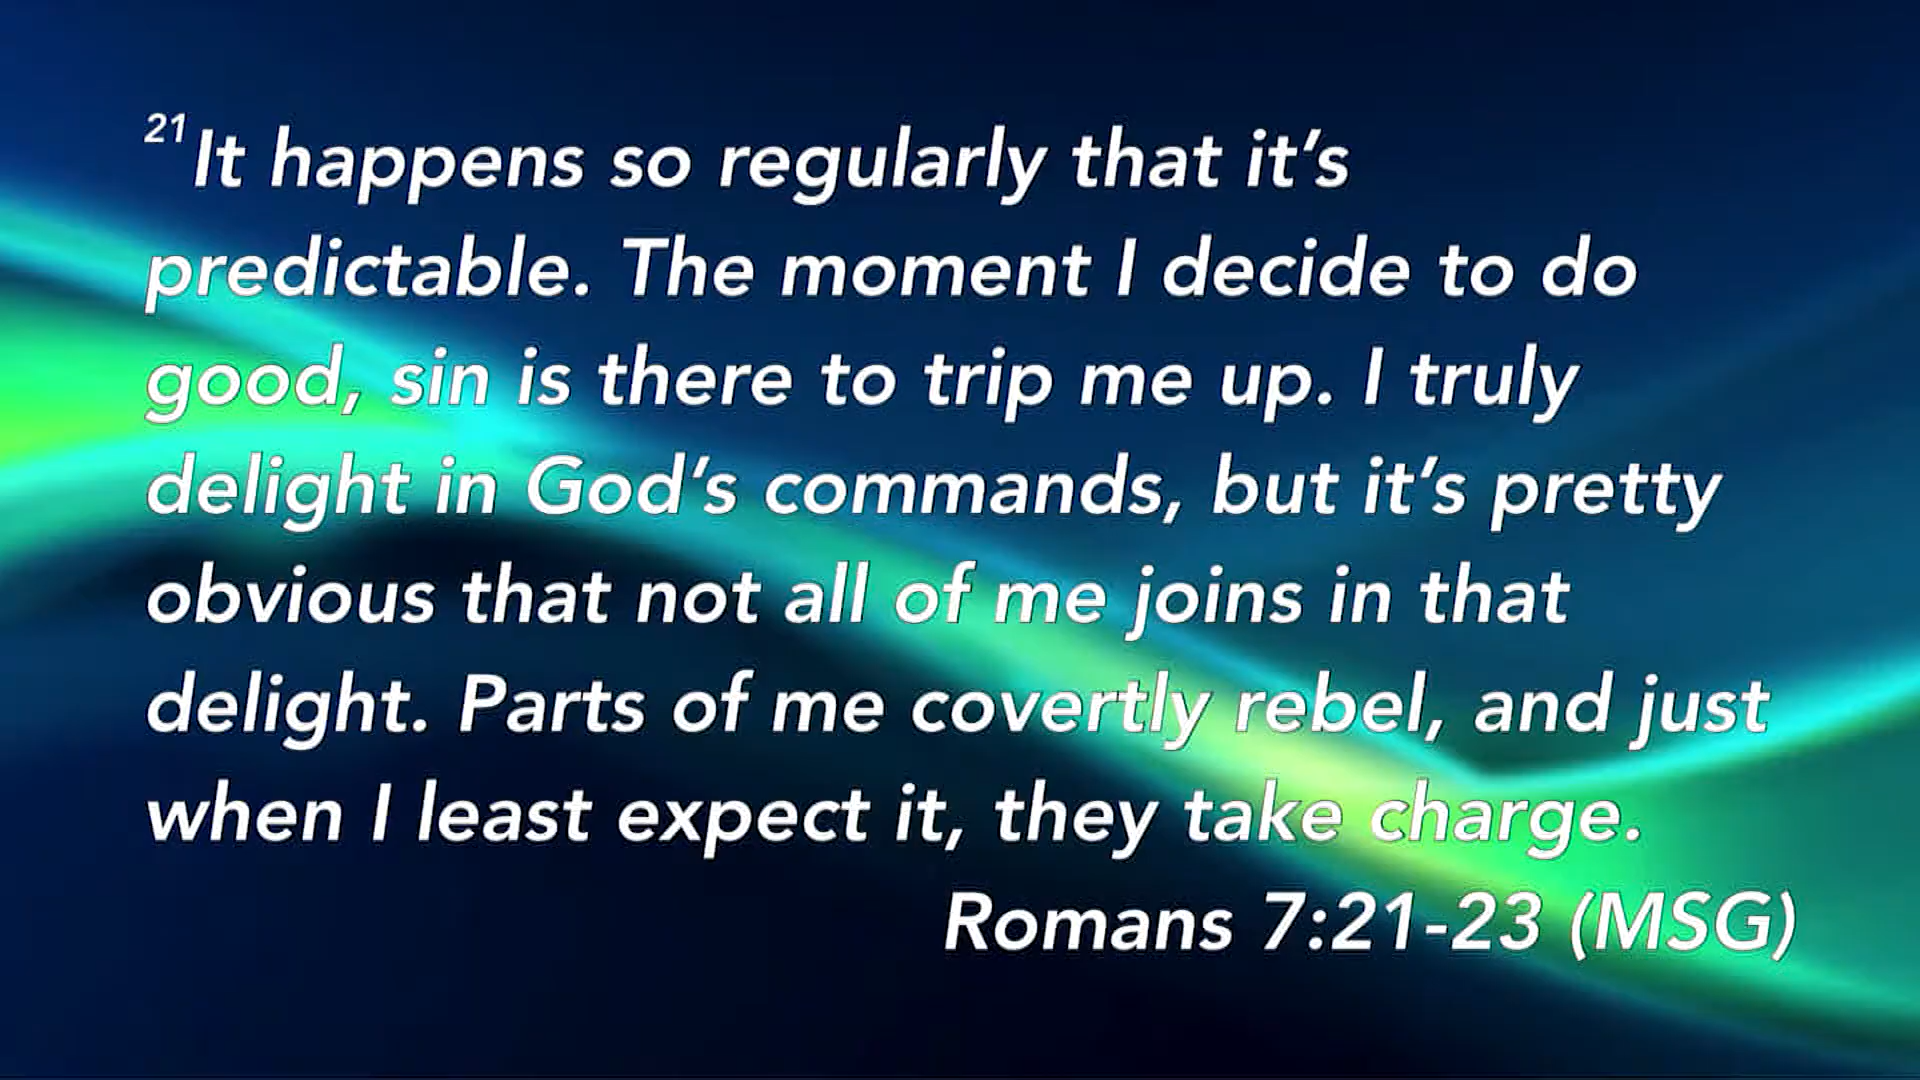 21 It happens so regularly that it’s
predictable. The moment I decide to do
good, sin is there to trip me up. I truly
delight in God’s commands, but it’s pretty
obvious that not all of me joins in that
delight. Parts of me covertly rebel, and just
when I least expect it, they take charge.
Romans 7:21-23 (MSG)